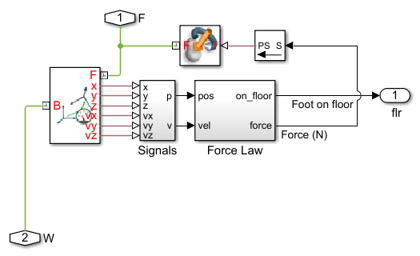 1 F
F
PS S
B
F
x
y
z
vx
vy
vz
x
y
z
vx
vy
vz
p
v
Signals
pos
vel
on_floor
force
Force Law
Foot on floor
Force (N)
1
flr
2 W